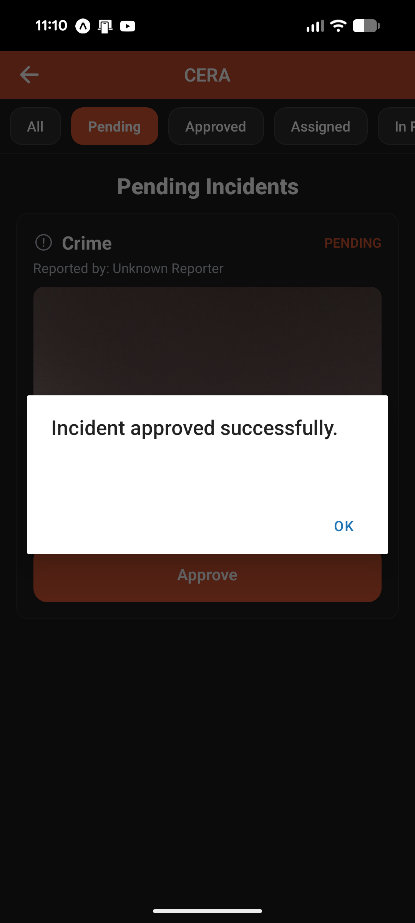 11:10
CERA
All
Pending
Approved
Assigned
In P
Pending Incidents
Crime
PENDING
Reported by: Unknown Reporter
Incident approved successfully.
OK
Approve